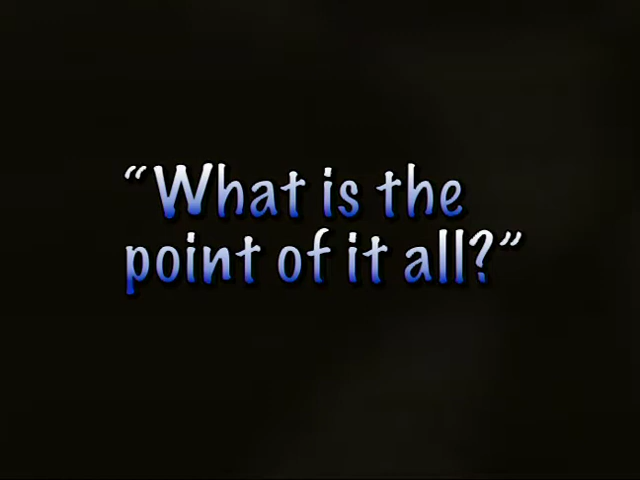 “What is the
point of it all?”